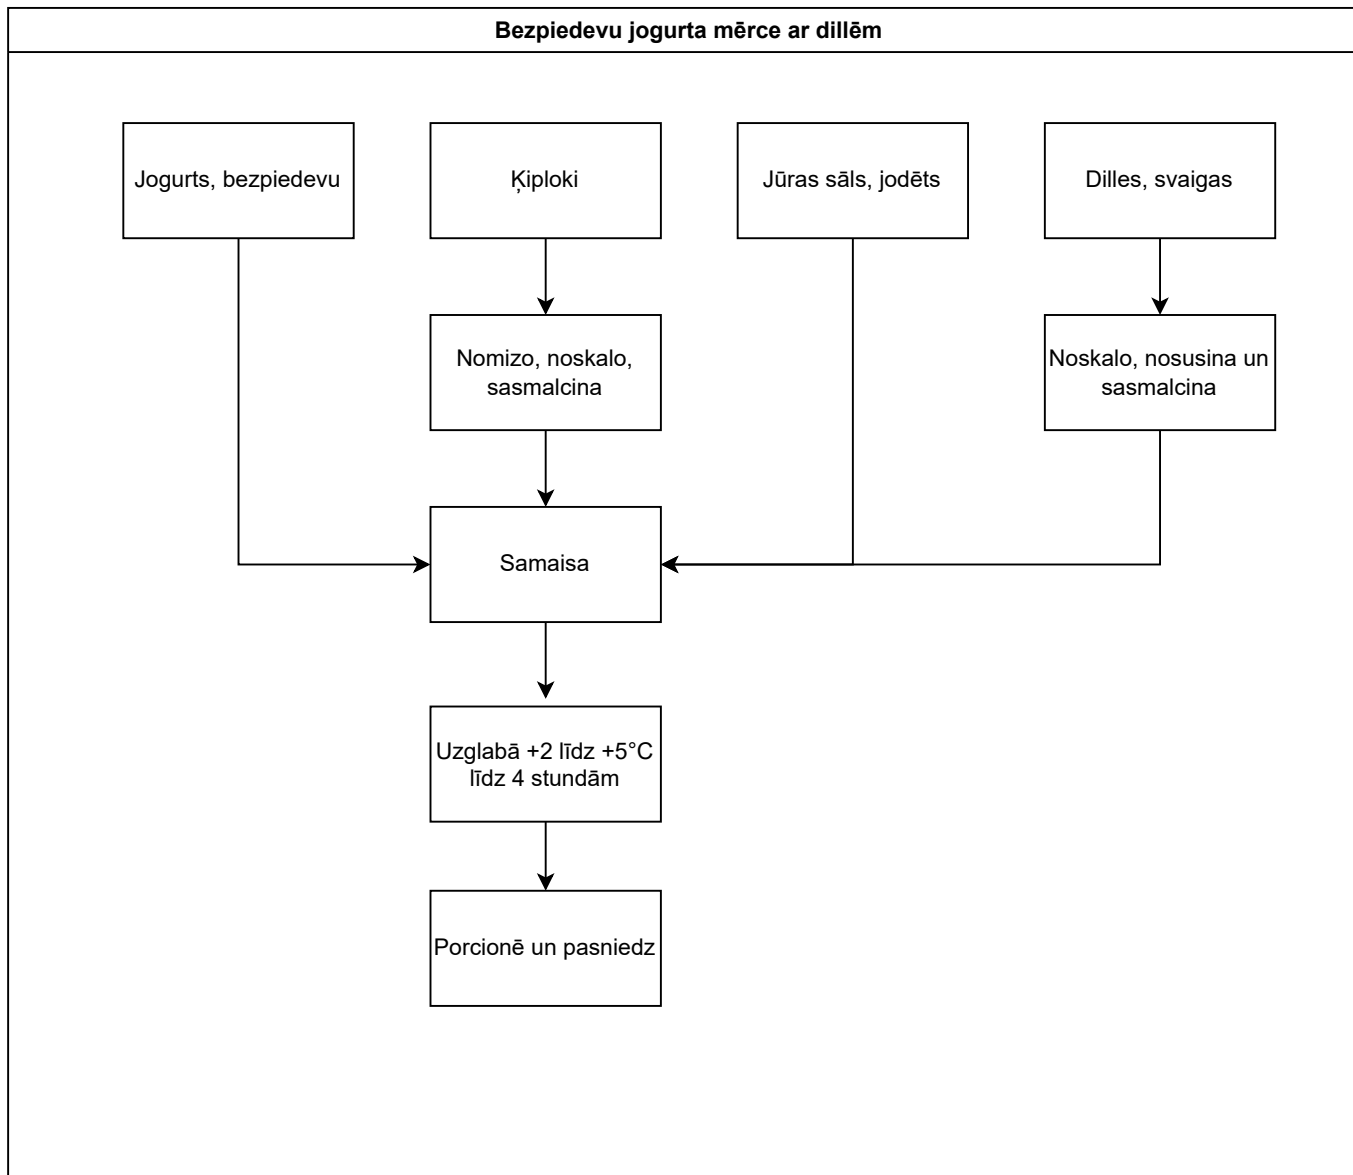 Bezpiedevu jogurta mērce ar dillēm
Jogurts, bezpiedevu
Ķiploki
Jūras sāls, jodēts
Dilles, svaigas
Nomizo, noskalo,
sasmalcina
Noskalo, nosusina un
sasmalcina
Samaisa
Uzglabā +2 līdz +5°C
līdz 4 stundām
Porcionē un pasniedz